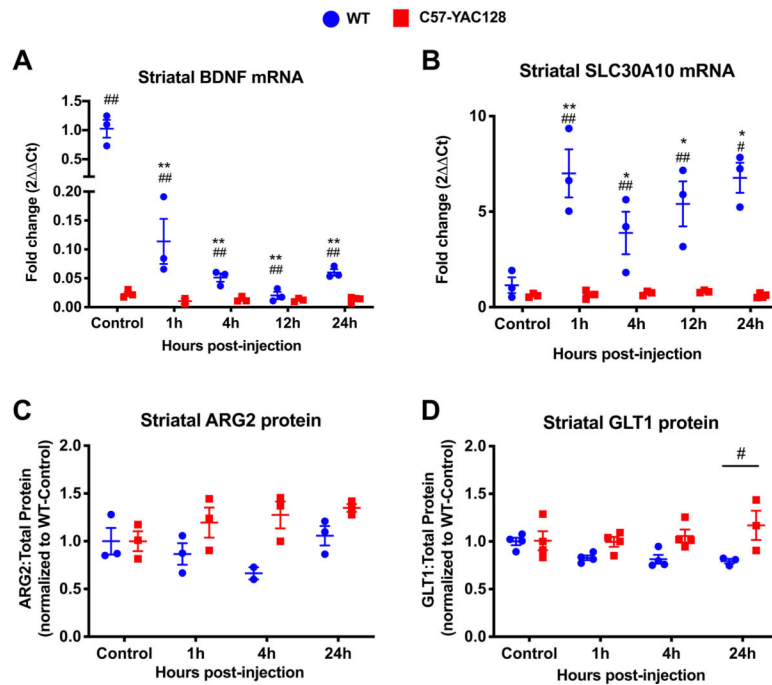 WT C57-YAC128
A
Striatal BDNF mRNA
Fold change (2ΔΔCt)
1.5
1.0
0.5
0.20
0.15
0.10
0.05
0.00
##
**
##
**
##
**
##
**
##
Control 1h 4h 12h 24h
Hours post-injection
B
Striatal SLC30A10 mRNA
Fold change (2ΔΔCt)
10
5
0
**
##
*
##
*
##
*
#
Control 1h 4h 12h 24h
Hours post-injection
C
Striatal ARG2 protein
ARG2:Total Protein
(normalized to WT-Control)
2.0
1.5
1.0
0.5
0.0
Control 1h 4h 24h
Hours post-injection
D
Striatal GLT1 protein
GLT1:Total Protein
(normalized to WT-Control)
2.0
1.5
1.0
0.5
0.0
#
Control 1h 4h 24h
Hours post-injection